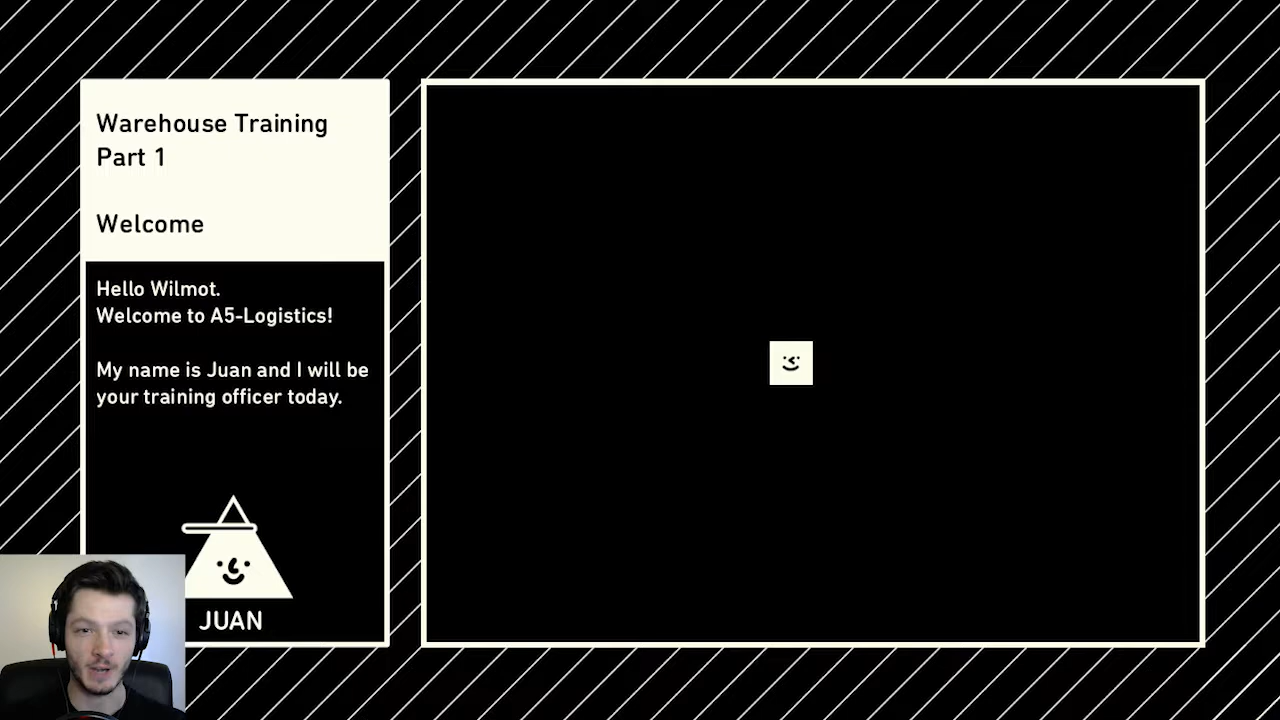 Warehouse Training
Part 1
Welcome
Hello Wilmot.
Welcome to A5-Logistics!
My name is Juan and I will be
your training officer today.
JUAN